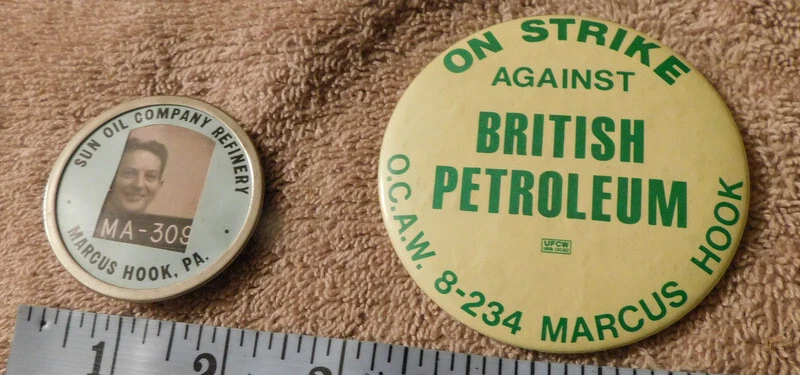 SUN OIL COMPANY REFINERY
MA-309
MARCUS HOOK, PA.
ON STRIKE
AGAINST
BRITISH
PETROLEUM
UFCW
O.C.A.W. 8-234 MARCUS HOOK
1
2
3